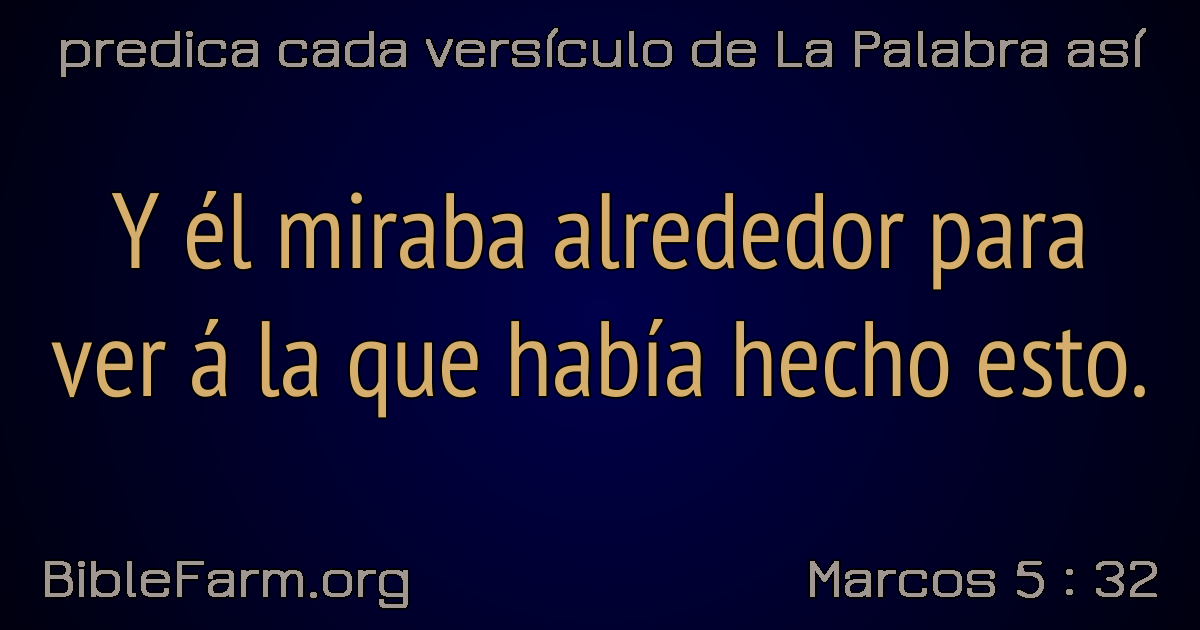 predica cada versículo de La Palabra así
Y él miraba alrededor para
ver á la que había hecho esto.
BibleFarm.org
Marcos 5 : 32